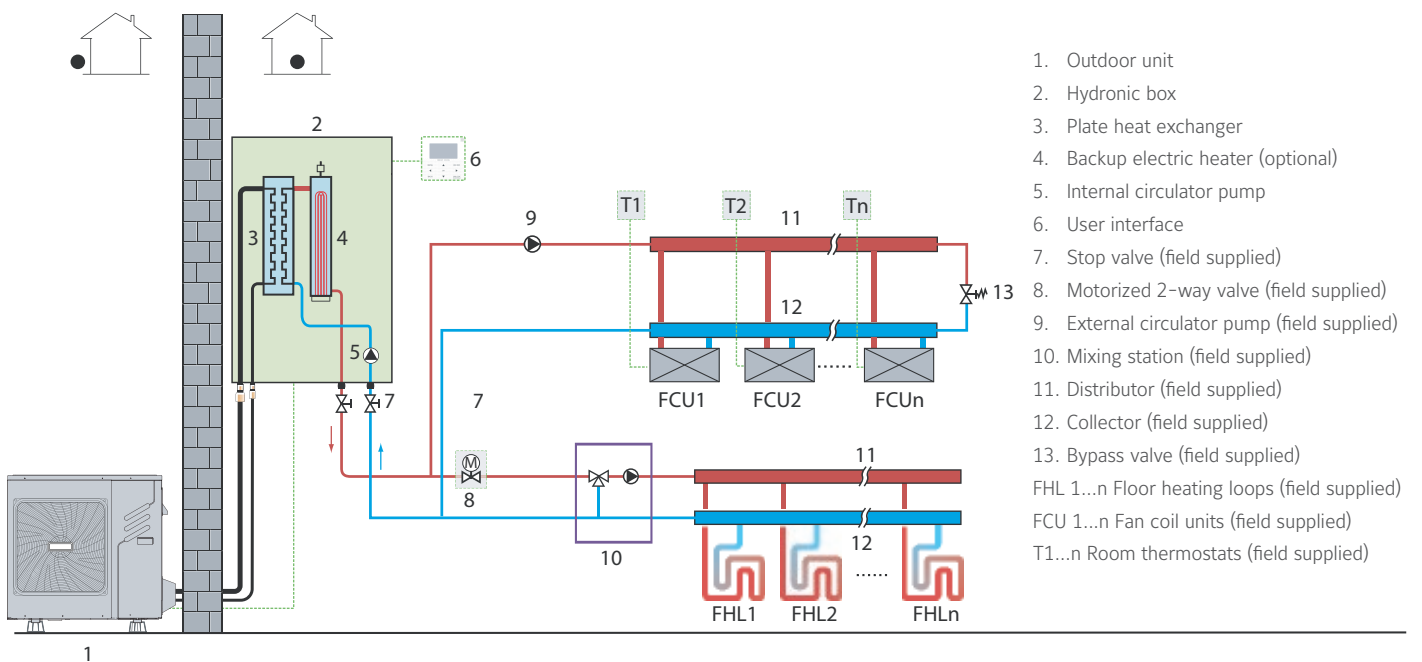 2
6
3
4
5
7
7
9
T1
T2
Tn
11
12
13
FCU1
FCU2
......
FCUn
M
8
10
11
12
FHL1
FHL2
......
FHLn
1
1. Outdoor unit
2. Hydronic box
3. Plate heat exchanger
4. Backup electric heater (optional)
5. Internal circulator pump
6. User interface
7. Stop valve (field supplied)
8. Motorized 2-way valve (field supplied)
9. External circulator pump (field supplied)
10. Mixing station (field supplied)
11. Distributor (field supplied)
12. Collector (field supplied)
13. Bypass valve (field supplied)
FHL 1...n Floor heating loops (field supplied)
FCU 1...n Fan coil units (field supplied)
T1...n Room thermostats (field supplied)